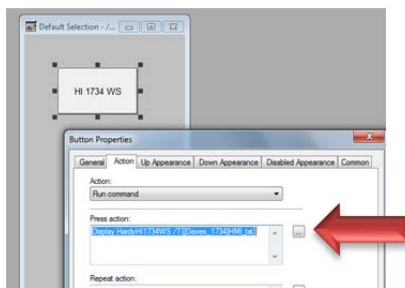 Default Selection - /...
HI 1734 WS
Button Properties
General Action Up Appearance Down Appearance Disabled Appearance Common
Action:
Run command
Press action:
Display HardyHI1734WS /T[[Daves_1734]HMI_tst.]
...
Repeat action: